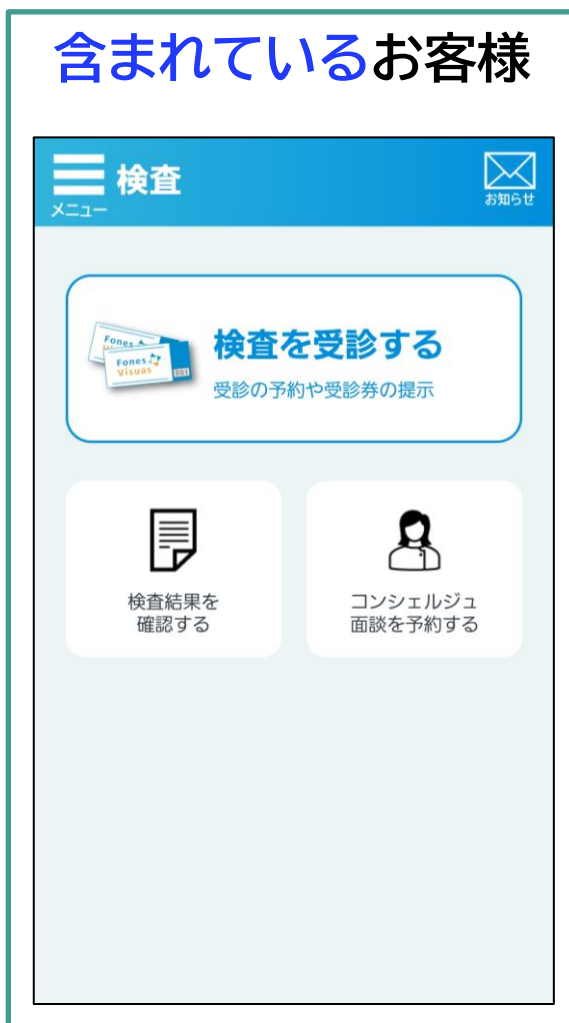 含まれているお客様
検査
メニュー
お知らせ
Fones
Fones
Visuas
検査を受診する
受診の予約や受診券の提示
検査結果を
確認する
コンシェルジュ
面談を予約する